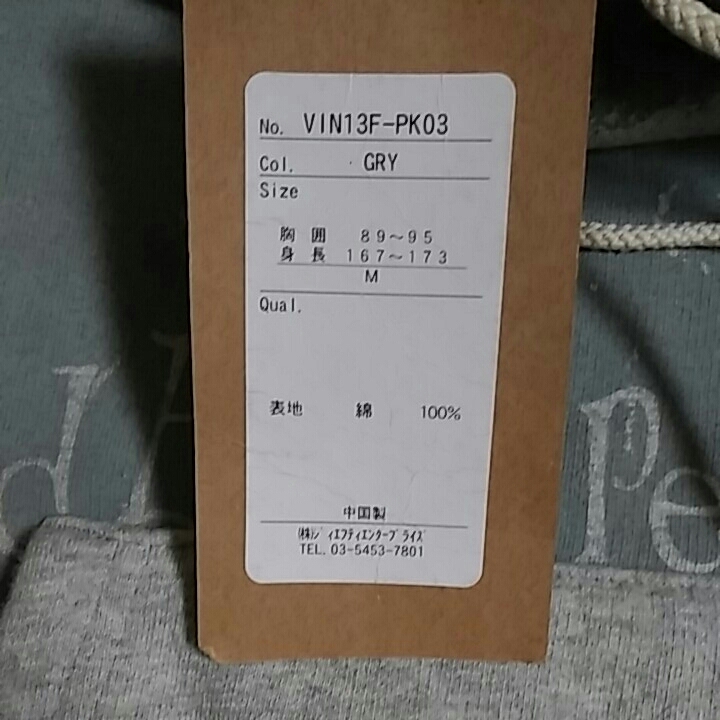 No. VIN13F-PK03
Col. GRY
Size
胸 囲 89~95
身 長 167~173
M
Qual.
表地 綿 100%
中国製
㈱ジィエフティエンタープライズ
TEL. 03-5453-7801
pe